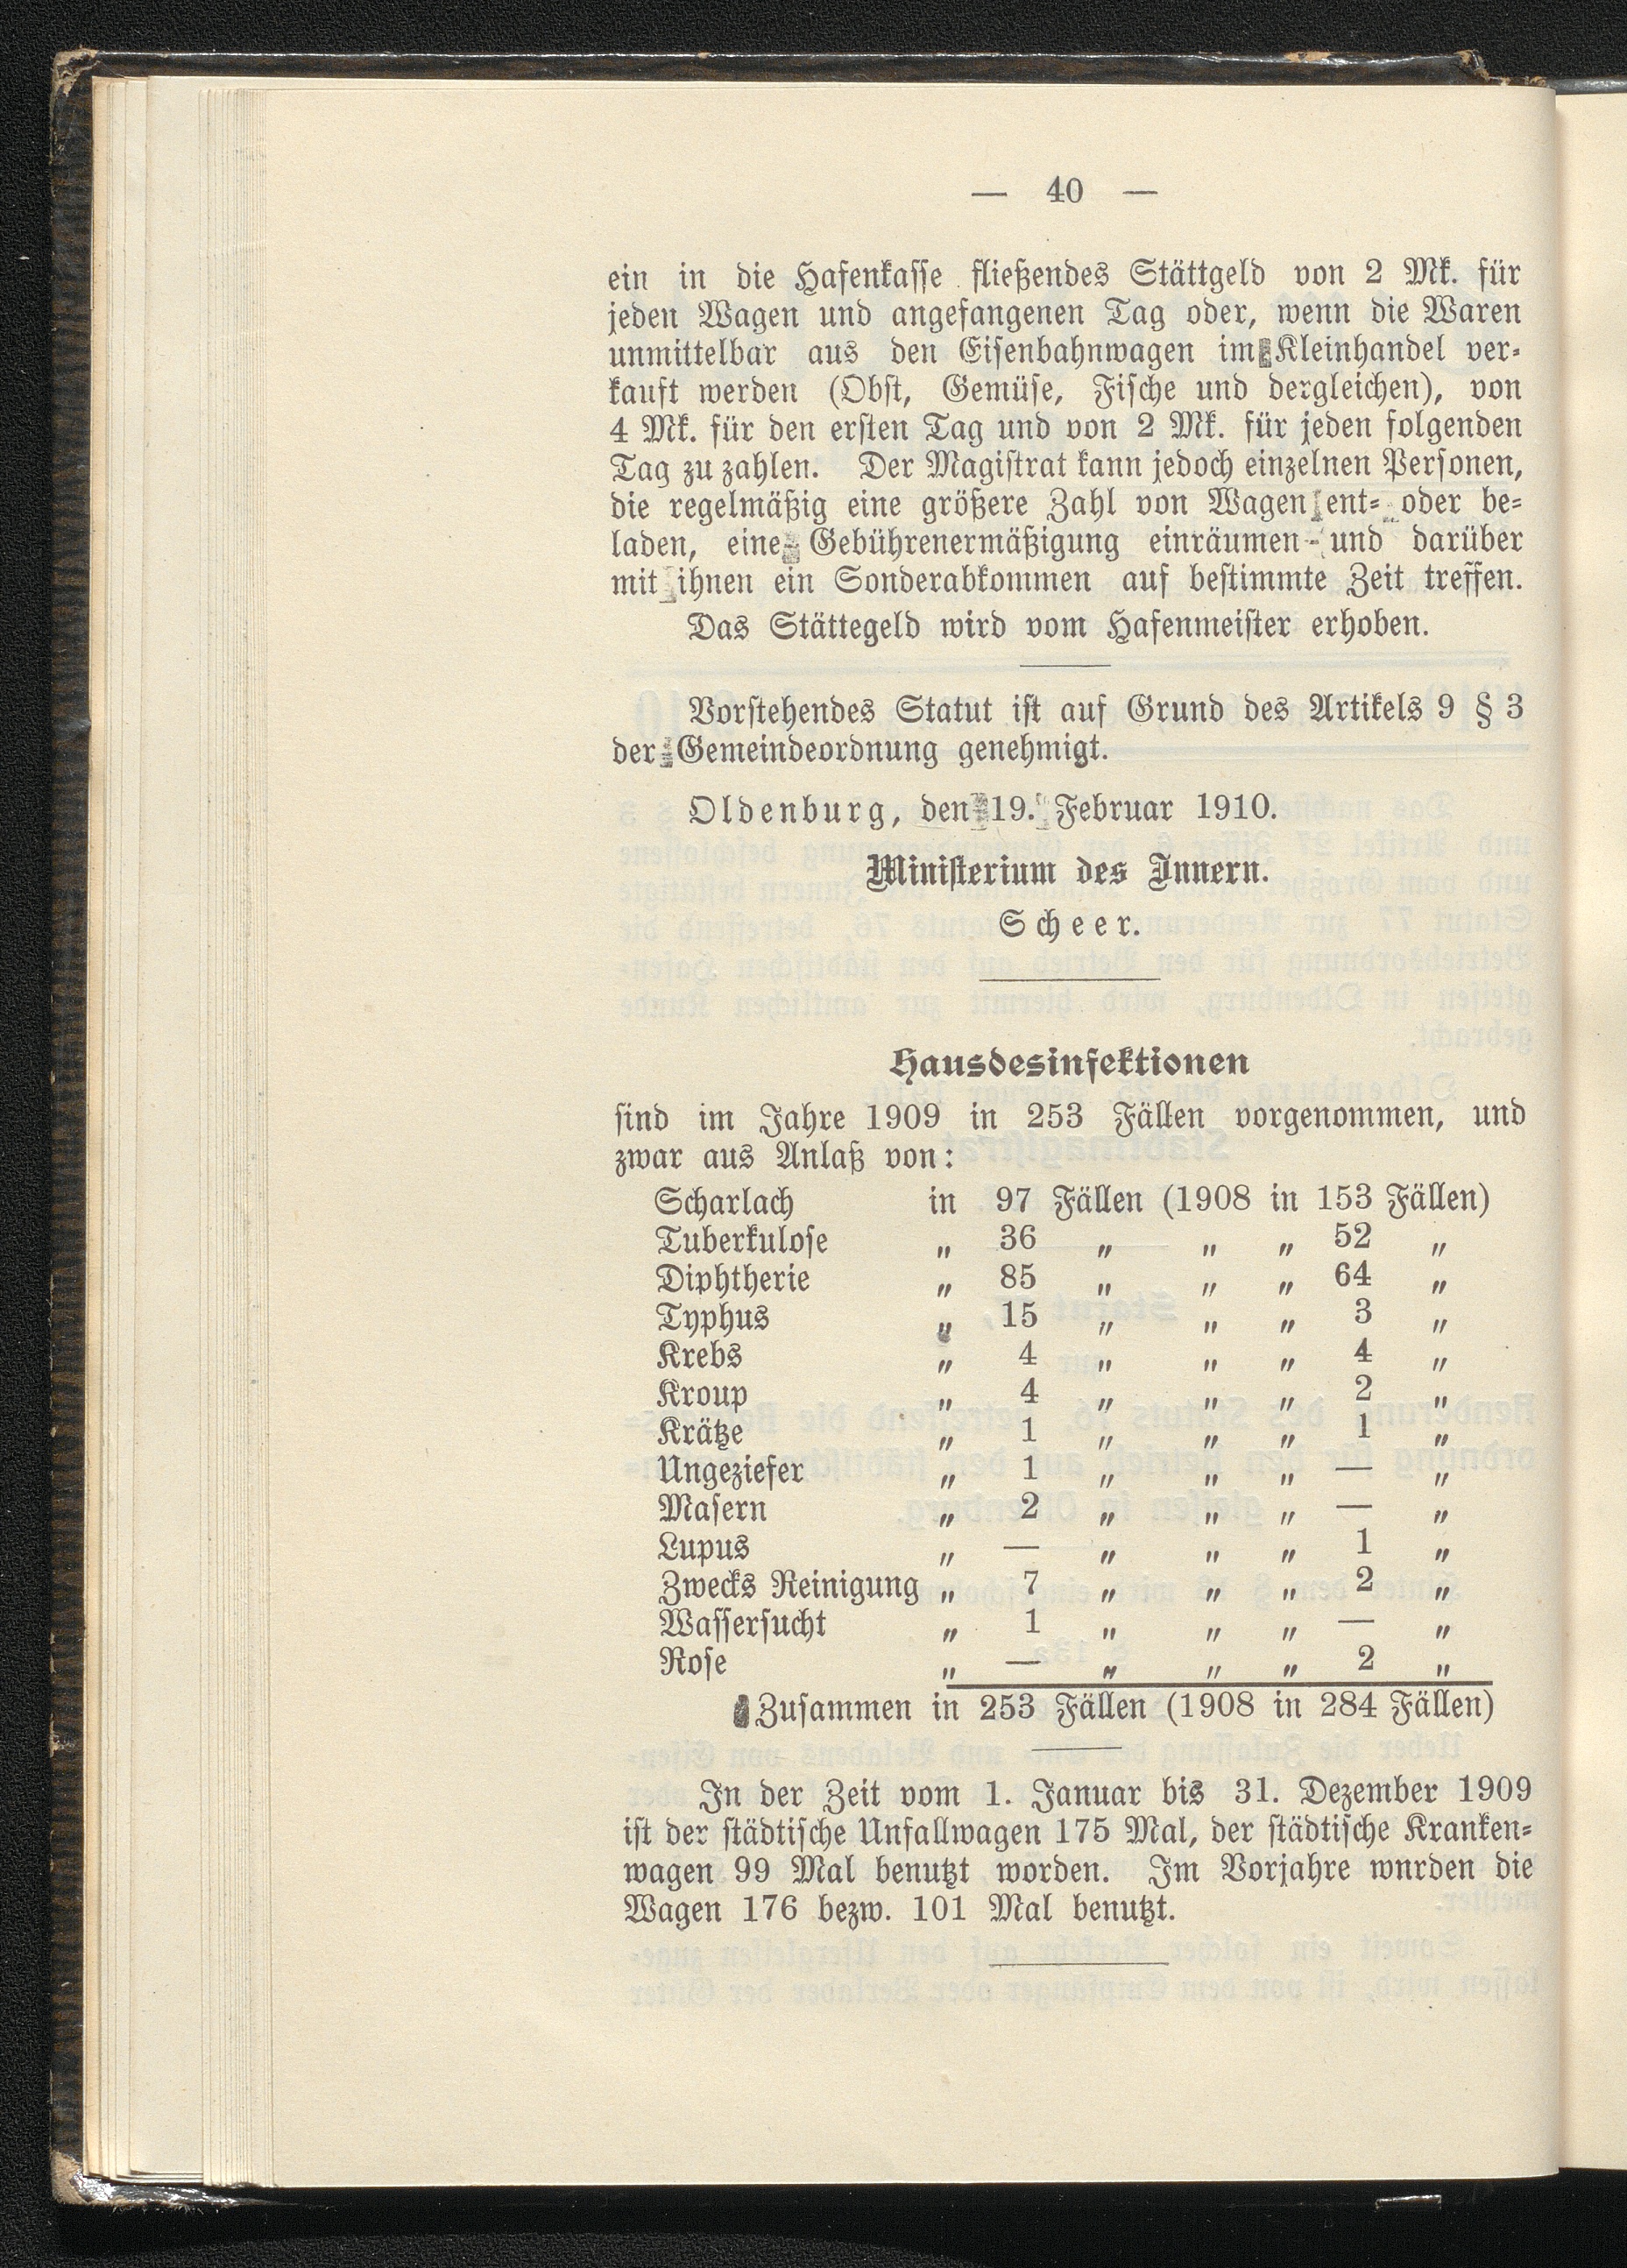 — 40 —
ein in die Hafenkasse fließendes Stättgeld von 2 Mk. für
jeden Wagen und angefangenen Tag oder, wenn die Waren
unmittelbar aus den Eisenbahnwagen im Kleinhandel ver-
kauft werden (Obst, Gemüse, Fische und dergleichen), von
4 Mk. für den ersten Tag und von 2 Mk. für jeden folgenden
Tag zu zahlen. Der Magistrat kann jedoch einzelnen Personen,
die regelmäßig eine größere Zahl von Wagen ent- oder be-
laden, eine Gebührenermäßigung einräumen und darüber
mit ihnen ein Sonderabkommen auf bestimmte Zeit treffen.
Das Stättegeld wird vom Hafenmeister erhoben.
Vorstehendes Statut ist auf Grund des Artikels 9 § 3
der Gemeindeordnung genehmigt.
Oldenburg, den 19. Februar 1910.
Ministerium des Innern.
Scheer.
Hausdesinfektionen
sind im Jahre 1909 in 253 Fällen vorgenommen, und
zwar aus Anlaß von:
Scharlach in 97 Fällen (1908 in 153 Fällen)
Tuberkulose „ 36 „ „ „ 52 „
Diphtherie „ 85 „ „ „ 64 „
Typhus „ 15 „ „ „ 3 „
Krebs „ 4 „ „ „ 4 „
Kroup „ 4 „ „ „ 2 „
Krätze „ 1 „ „ „ 1 „
Ungeziefer „ 1 „ „ „ — „
Masern „ 2 „ „ „ — „
Lupus „ — „ „ „ 1 „
Zwecks Reinigung „ 7 „ „ „ 2 „
Wassersucht „ 1 „ „ „ — „
Rose „ — „ „ „ 2 „
Zusammen in 253 Fällen (1908 in 284 Fällen)
In der Zeit vom 1. Januar bis 31. Dezember 1909
ist der städtische Unfallwagen 175 Mal, der städtische Kranken-
wagen 99 Mal benutzt worden. Im Vorjahre wnrden die
Wagen 176 bezw. 101 Mal benutzt.